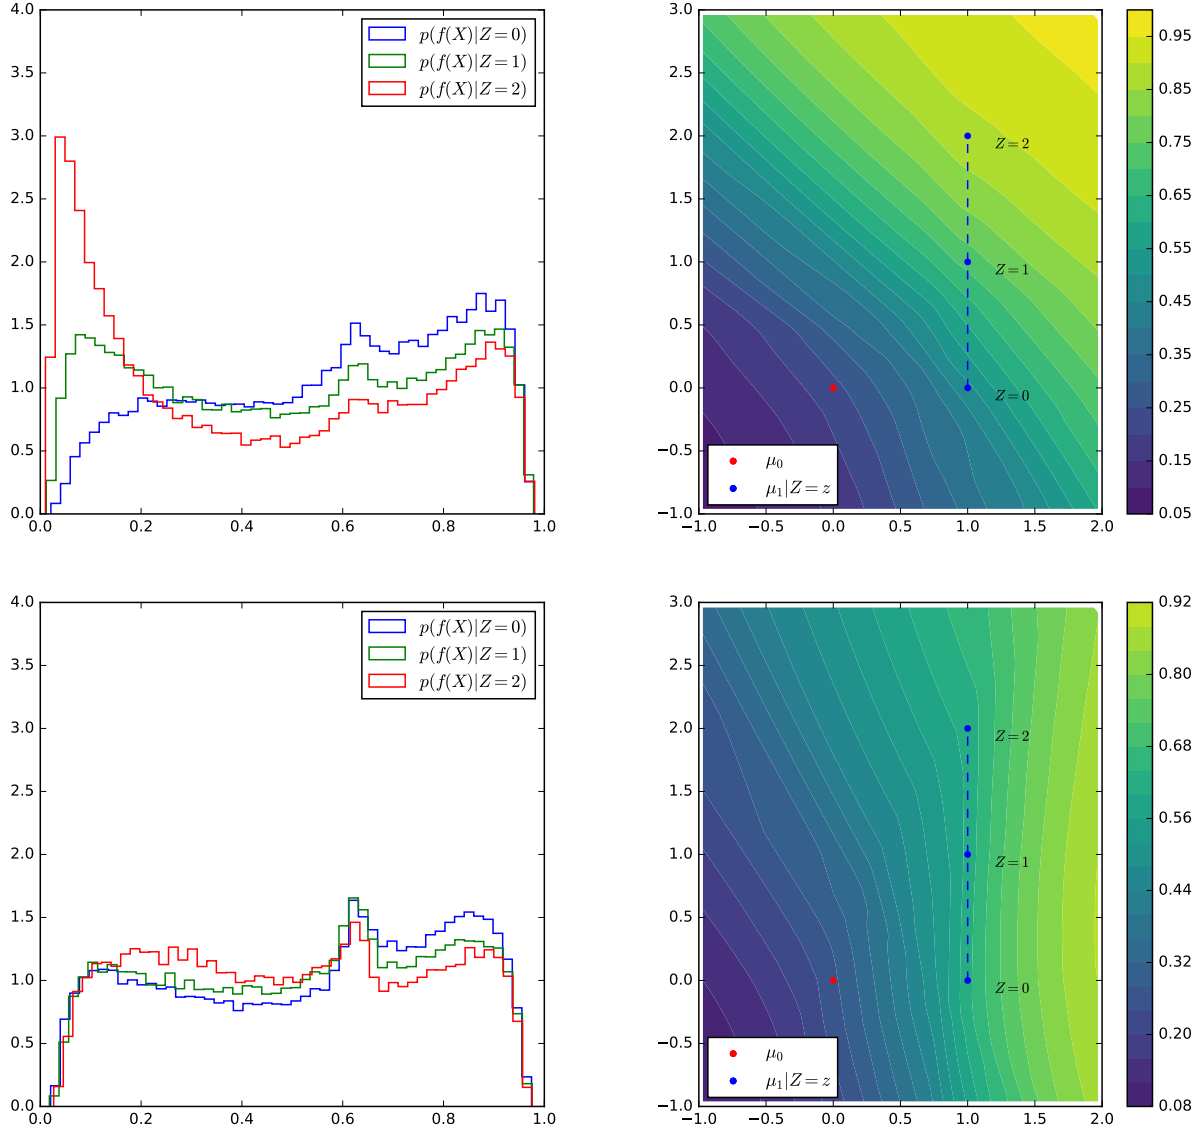 4.0
3.5
3.0
2.5
2.0
1.5
1.0
0.5
0.0
0.0 0.2 0.4 0.6 0.8 1.0
p(f(X)|Z=0)
p(f(X)|Z=1)
p(f(X)|Z=2)
3.0
2.5
2.0
1.5
1.0
0.5
0.0
−0.5
−1.0
−1.0 −0.5 0.0 0.5 1.0 1.5 2.0
Z=2
Z=1
Z=0
μ₀
μ₁|Z=z
0.95
0.85
0.75
0.65
0.55
0.45
0.35
0.25
0.15
0.05
4.0
3.5
3.0
2.5
2.0
1.5
1.0
0.5
0.0
0.0 0.2 0.4 0.6 0.8 1.0
p(f(X)|Z=0)
p(f(X)|Z=1)
p(f(X)|Z=2)
3.0
2.5
2.0
1.5
1.0
0.5
0.0
−0.5
−1.0
−1.0 −0.5 0.0 0.5 1.0 1.5 2.0
Z=2
Z=1
Z=0
μ₀
μ₁|Z=z
0.92
0.80
0.68
0.56
0.44
0.32
0.20
0.08